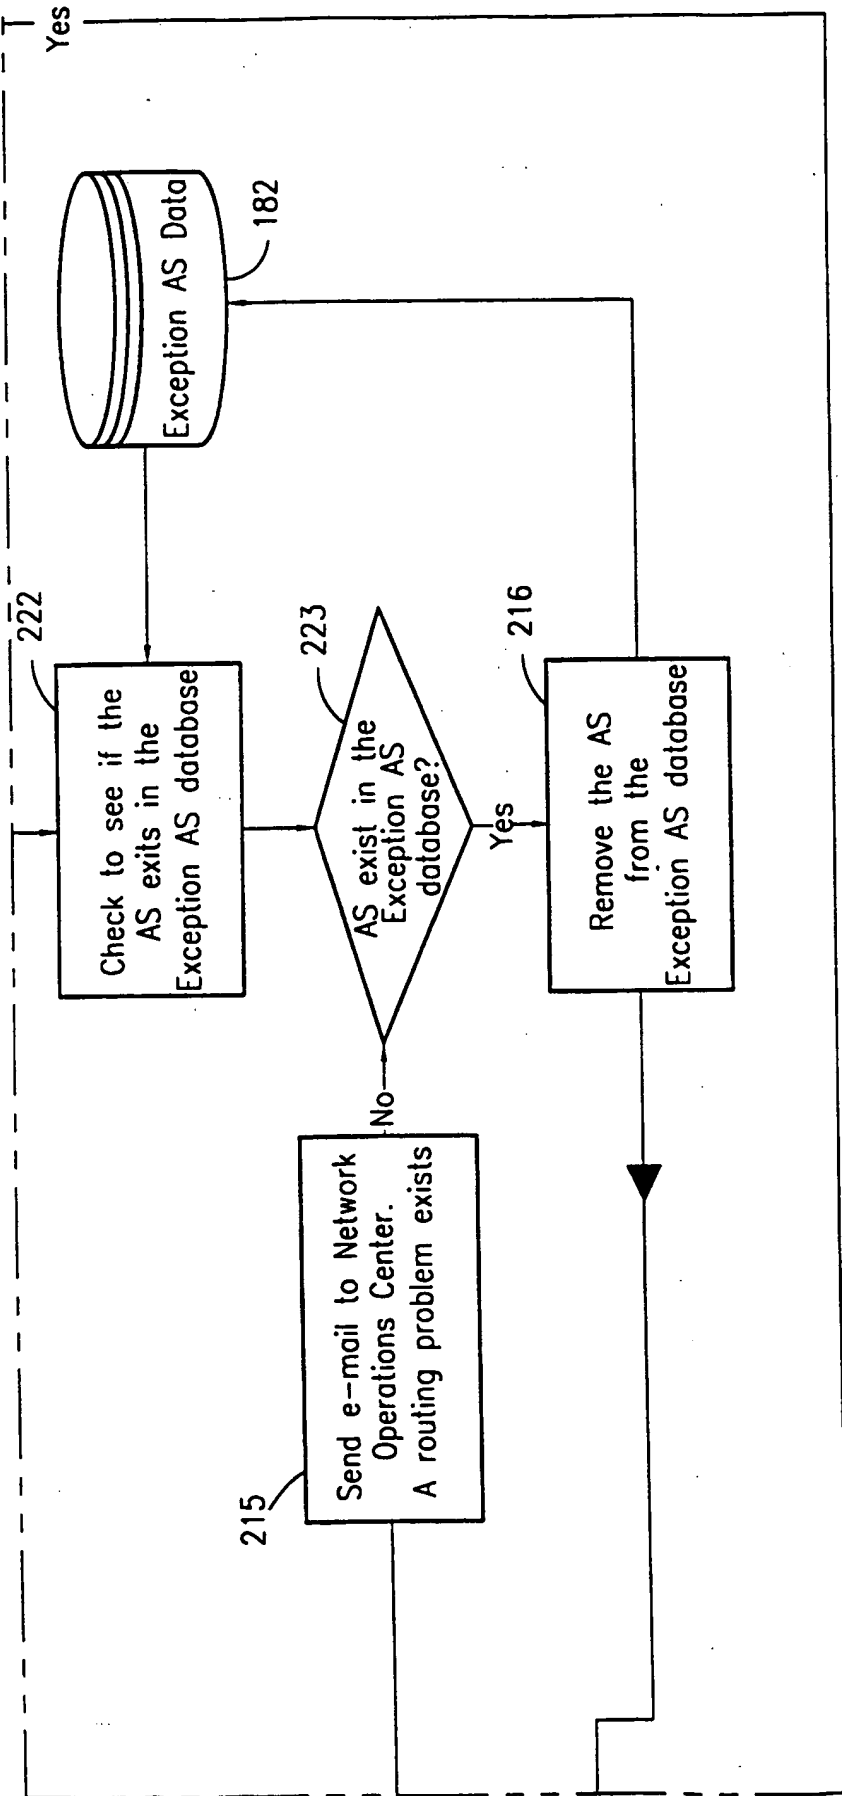 Yes
Exception AS Data
182
222
Check to see if the
AS exits in the
Exception AS database
223
AS exist in the
Exception AS
database?
No
Yes
215
Send e-mail to Network
Operations Center.
A routing problem exists
216
Remove the AS
from the
Exception AS database